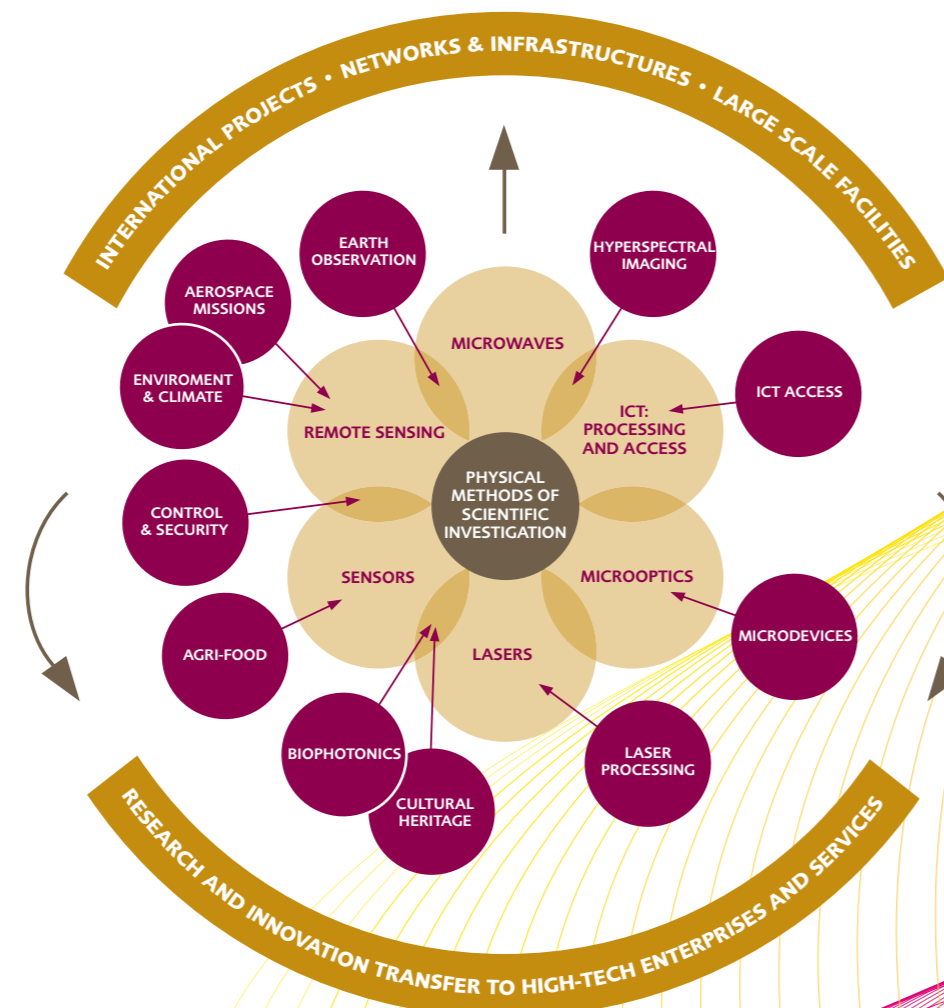 INTERNATIONAL PROJECTS • NETWORKS & INFRASTRUCTURES • LARGE SCALE FACILITIES
EARTH
OBSERVATION
HYPERSPECTRAL
IMAGING
AEROSPACE
MISSIONS
MICROWAVES
ENVIROMENT
& CLIMATE
ICT ACCESS
REMOTE SENSING
ICT:
PROCESSING
AND ACCESS
PHYSICAL
METHODS OF
SCIENTIFIC
INVESTIGATION
CONTROL
& SECURITY
SENSORS
MICROOPTICS
AGRI-FOOD
LASERS
MICRODEVICES
BIOPHOTONICS
LASER
PROCESSING
CULTURAL
HERITAGE
RESEARCH AND INNOVATION TRANSFER TO HIGH-TECH ENTERPRISES AND SERVICES